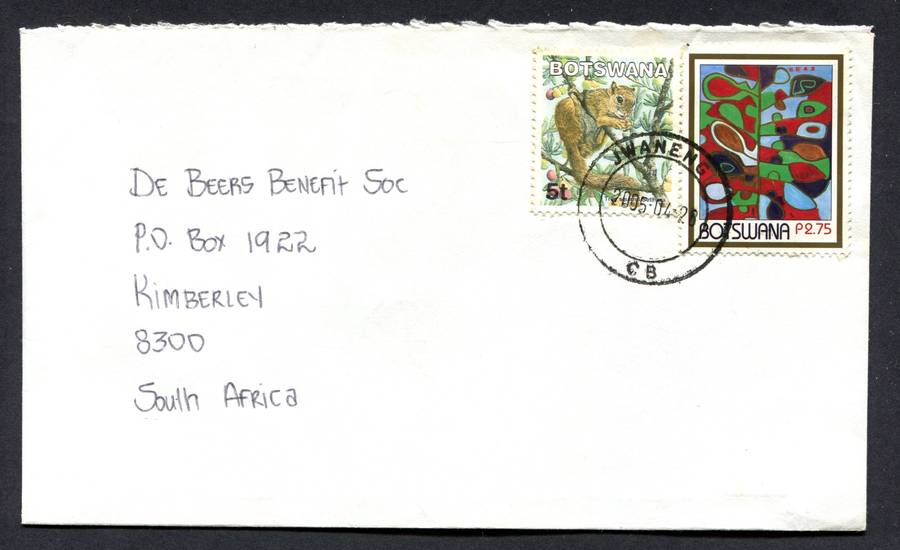 BOTSWANA
5t
BOTSWANA P2.75
JWANENG
2005-04-28
CB
De Beers Benefit Soc
P.O. Box 1922
Kimberley
8300
South Africa